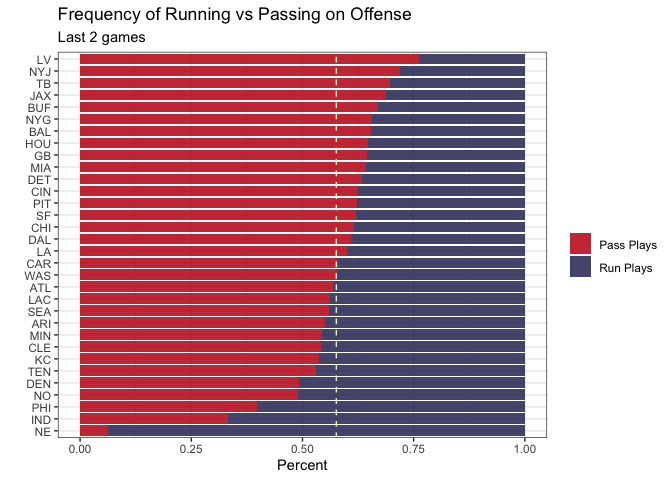 Frequency of Running vs Passing on Offense
Last 2 games
LV
NYJ
TB
JAX
BUF
NYG
BAL
HOU
GB
MIA
DET
CIN
PIT
SF
CHI
DAL
LA
CAR
WAS
ATL
LAC
SEA
ARI
MIN
CLE
KC
TEN
DEN
NO
PHI
IND
NE
Pass Plays
Run Plays
0.00 0.25 0.50 0.75 1.00
Percent